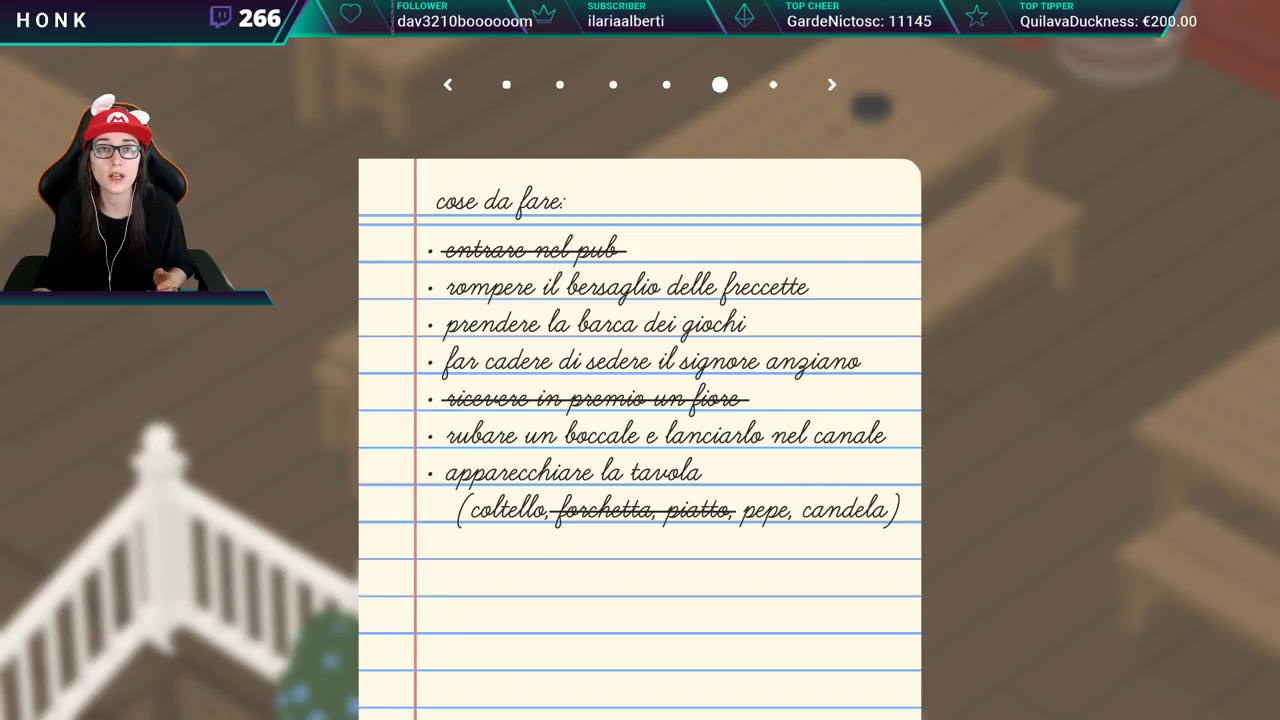 HONK
266
FOLLOWER
dav3210boooooom
SUBSCRIBER
ilariaalberti
TOP CHEER
GardeNictosc: 11145
TOP TIPPER
QuilavaDuckness: €200.00
M
cose da fare:
• entrare nel pub
• rompere il bersaglio delle freccette
• prendere la barca dei giochi
• far cadere di sedere il signore anziano
• ricevere in premio un fiore
• rubare un boccale e lanciarlo nel canale
• apparecchiare la tavola
(coltello, forchetta, piatto, pepe, candela)